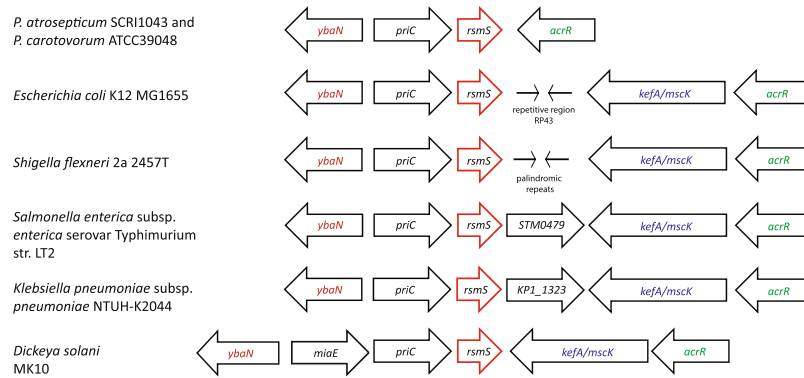 P. atrosepticum SCRI1043 and
P. carotovorum ATCC39048
ybaN priC rsmS acrR
Escherichia coli K12 MG1655
ybaN priC rsmS kefA/mscK acrR
repetitive region
RP43
Shigella flexneri 2a 2457T
ybaN priC rsmS kefA/mscK acrR
palindromic
repeats
Salmonella enterica subsp.
enterica serovar Typhimurium
str. LT2
ybaN priC rsmS STM0479 kefA/mscK acrR
Klebsiella pneumoniae subsp.
pneumoniae NTUH-K2044
ybaN priC rsmS KP1_1323 kefA/mscK acrR
Dickeya solani
MK10
ybaN miaE priC rsmS kefA/mscK acrR